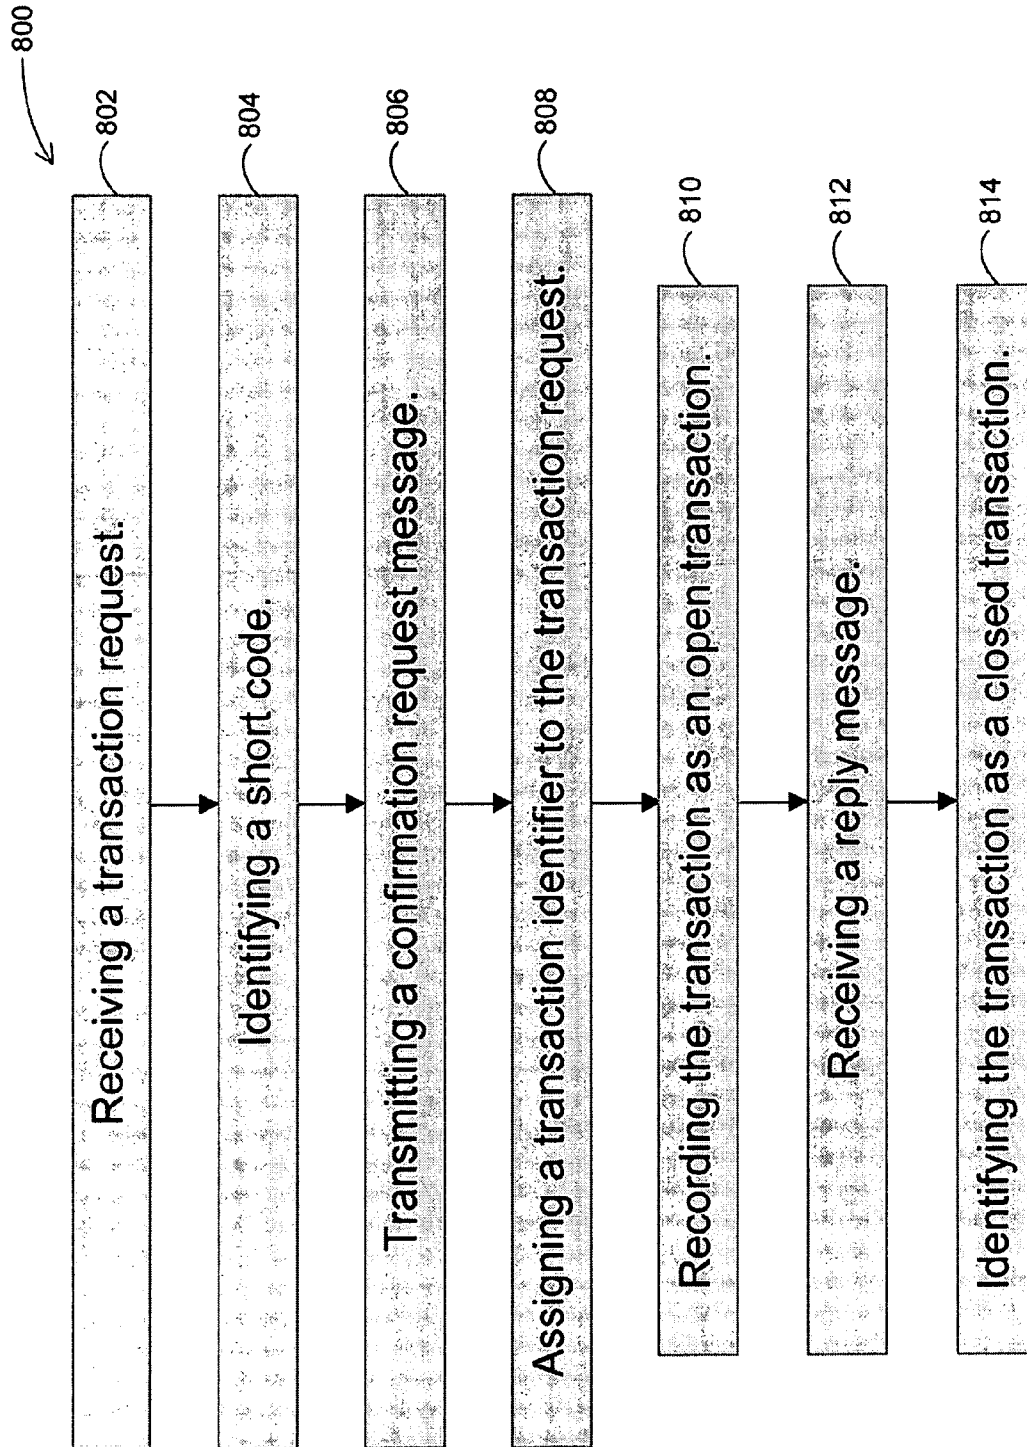 800
Receiving a transaction request.
802
Identifying a short code.
804
Transmitting a confirmation request message.
806
Assigning a transaction identifier to the transaction request.
808
Recording the transaction as an open transaction.
810
Receiving a reply message.
812
Identifying the transaction as a closed transaction.
814